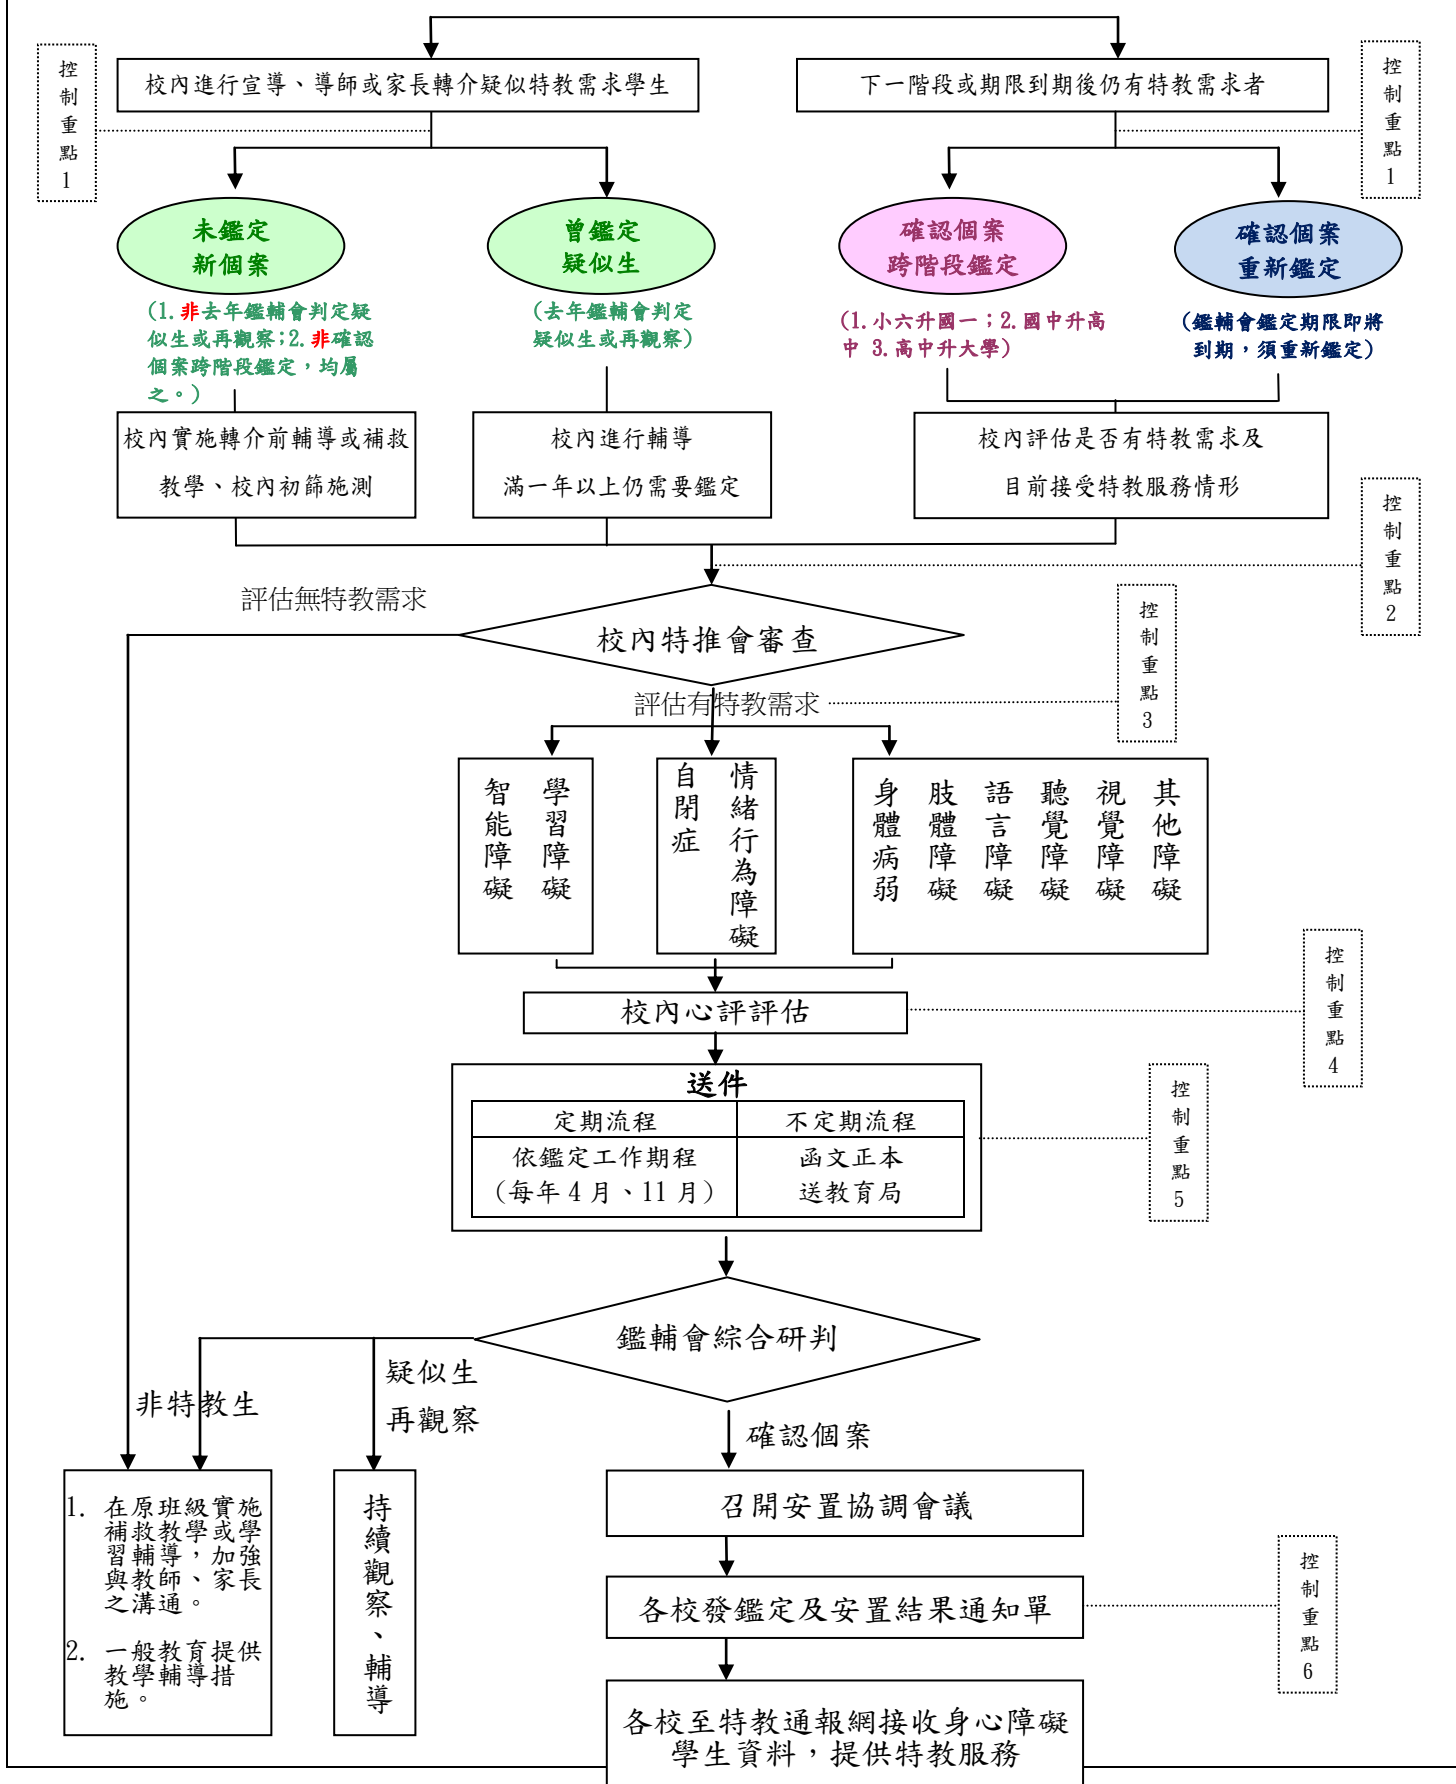 控制重點1
校內進行宣導、導師或家長轉介疑似特教需求學生
下一階段或期限到期後仍有特教需求者
控制重點1
未鑑定
新個案
(1.非去年鑑輔會判定疑
似生或再觀察;2.非確認
個案跨階段鑑定，均屬
之。)
曾鑑定
疑似生
(去年鑑輔會判定
疑似生或再觀察)
確認個案
跨階段鑑定
(1.小六升國一；2.國中升高
中 3.高中升大學)
確認個案
重新鑑定
(鑑輔會鑑定期限即將
到期，須重新鑑定)
校內實施轉介前輔導或補救
教學、校內初篩施測
校內進行輔導
滿一年以上仍需要鑑定
校內評估是否有特教需求及
目前接受特教服務情形
控制重點2
評估無特教需求
校內特推會審查
控制重點3
評估有特教需求
智能障礙
學習障礙
自閉症
情緒行為障礙
身體病弱
肢體障礙
語言障礙
聽覺障礙
視覺障礙
其他障礙
校內心評評估
控制重點4
送件
定期流程
不定期流程
依鑑定工作期程
(每年 4 月、11 月)
函文正本
送教育局
控制重點5
鑑輔會綜合研判
非特教生
疑似生
再觀察
確認個案
1. 在原班級實施
補救教學或學
習輔導，加強
與教師、家長
之溝通。
2. 一般教育提供
教學輔導措
施。
持續觀察、輔導
召開安置協調會議
各校發鑑定及安置結果通知單
控制重點6
各校至特教通報網接收身心障礙
學生資料，提供特教服務